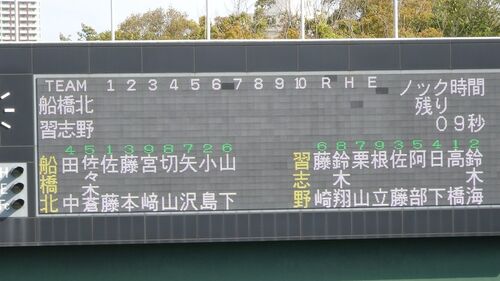 TEAM 1 2 3 4 5 6 7 8 9 10 R H E
船橋北
習志野
ノック時間
残り
09秒
4 5 1 3 9 8 7 2 6
船橋北
田中
佐々木倉
佐藤
藤本
宮﨑
切山
矢沢
小島
山下
6 8 7 9 3 5 4 1 2
習志野
藤崎
鈴木翔
栗山
根立
佐藤
阿部
日下
高橋
鈴木海